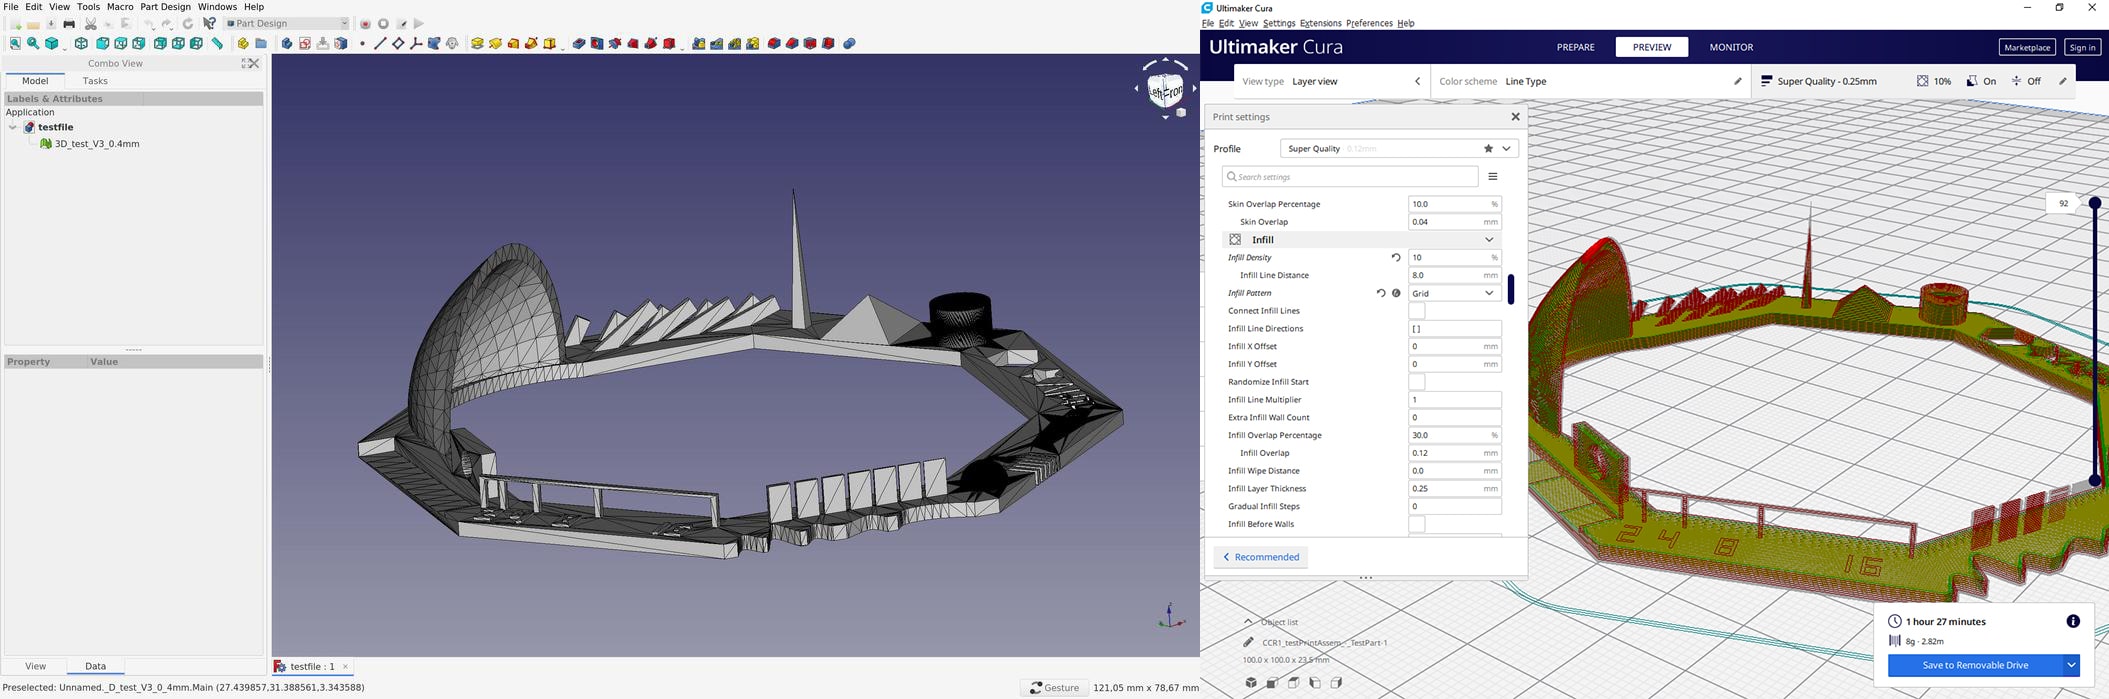 File Edit View Tools Macro Part Design Windows Help
Part Design
Combo View
Model Tasks
Labels & Attributes
Application
testfile
3D_test_V3_0.4mm
Property Value
View Data
Front
testfile : 1
Preselected: Unnamed._D_test_V3_0_4mm.Main (27.439857,31.388561,3.343588)
Gesture
121,05 mm x 78,67 mm
Ultimaker Cura
File Edit View Settings Extensions Preferences Help
Ultimaker Cura
PREPARE PREVIEW MONITOR
Marketplace Sign in
View type Layer view
Color scheme Line Type
Super Quality - 0.25mm 10% On Off
Print settings
Profile Super Quality 0.12mm
Search settings
Skin Overlap Percentage 10.0 %
Skin Overlap 0.04 mm
Infill
Infill Density 10 %
Infill Line Distance 8.0 mm
Infill Pattern Grid
Connect Infill Lines
Infill Line Directions [ ]
Infill X Offset 0 mm
Infill Y Offset 0 mm
Randomize Infill Start
Infill Line Multiplier 1
Extra Infill Wall Count 0
Infill Overlap Percentage 30.0 %
Infill Overlap 0.12 mm
Infill Wipe Distance 0.0 mm
Infill Layer Thickness 0.25 mm
Gradual Infill Steps 0
Infill Before Walls
Recommended
92
2 4 8 16
Object list
CCR1_testPrintAssem_-_TestPart-1
100.0 x 100.0 x 23.5 mm
1 hour 27 minutes
8g · 2.82m
Save to Removable Drive